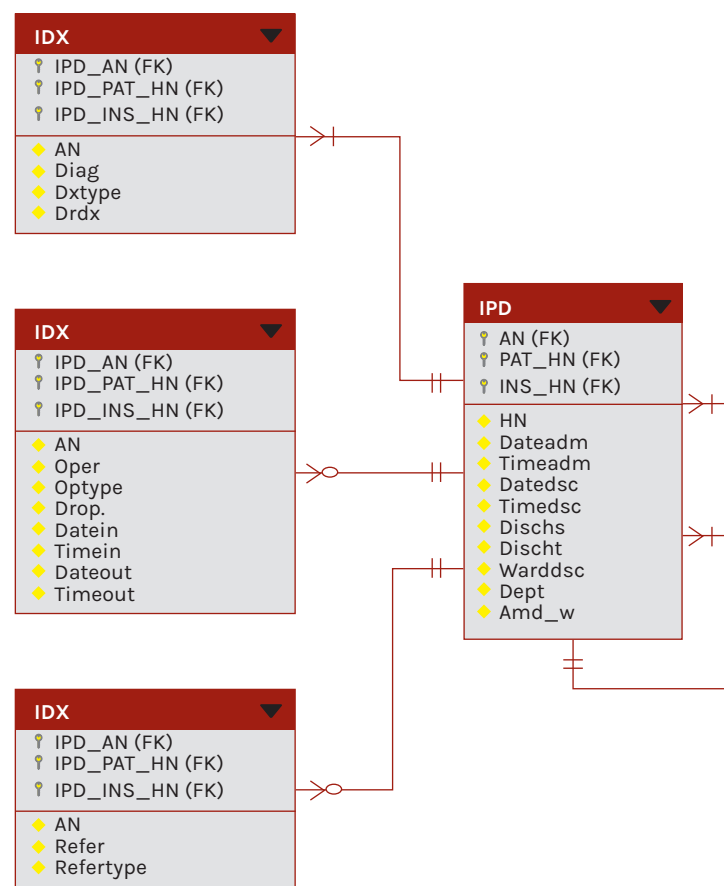 IDX
IPD_AN (FK)
IPD_PAT_HN (FK)
IPD_INS_HN (FK)
AN
Diag
Dxtype
Drdx
IDX
IPD_AN (FK)
IPD_PAT_HN (FK)
IPD_INS_HN (FK)
AN
Oper
Optype
Drop.
Datein
Timein
Dateout
Timeout
IDX
IPD_AN (FK)
IPD_PAT_HN (FK)
IPD_INS_HN (FK)
AN
Refer
Refertype
IPD
AN (FK)
PAT_HN (FK)
INS_HN (FK)
HN
Dateadm
Timeadm
Datedsc
Timedsc
Dischs
Discht
Warddsc
Dept
Amd_w